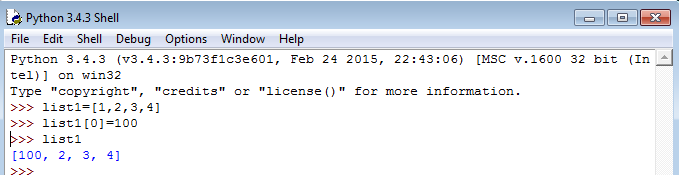 Python 3.4.3 Shell
File Edit Shell Debug Options Window Help
Python 3.4.3 (v3.4.3:9b73f1c3e601, Feb 24 2015, 22:43:06) [MSC v.1600 32 bit (In
tel)] on win32
Type "copyright", "credits" or "license()" for more information.
>>> list1=[1,2,3,4]
>>> list1[0]=100
>>> list1
[100, 2, 3, 4]
>>>